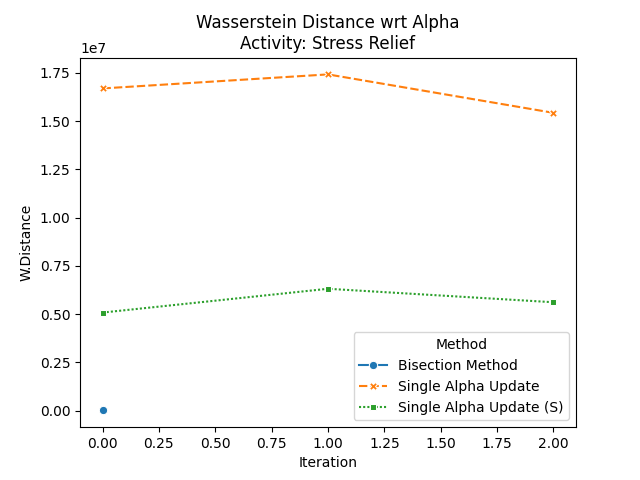 Wasserstein Distance wrt Alpha
Activity: Stress Relief
1e7
1.75
1.50
1.25
1.00
0.75
0.50
0.25
0.00
W.Distance
Method
Bisection Method
Single Alpha Update
Single Alpha Update (S)
0.00 0.25 0.50 0.75 1.00 1.25 1.50 1.75 2.00
Iteration